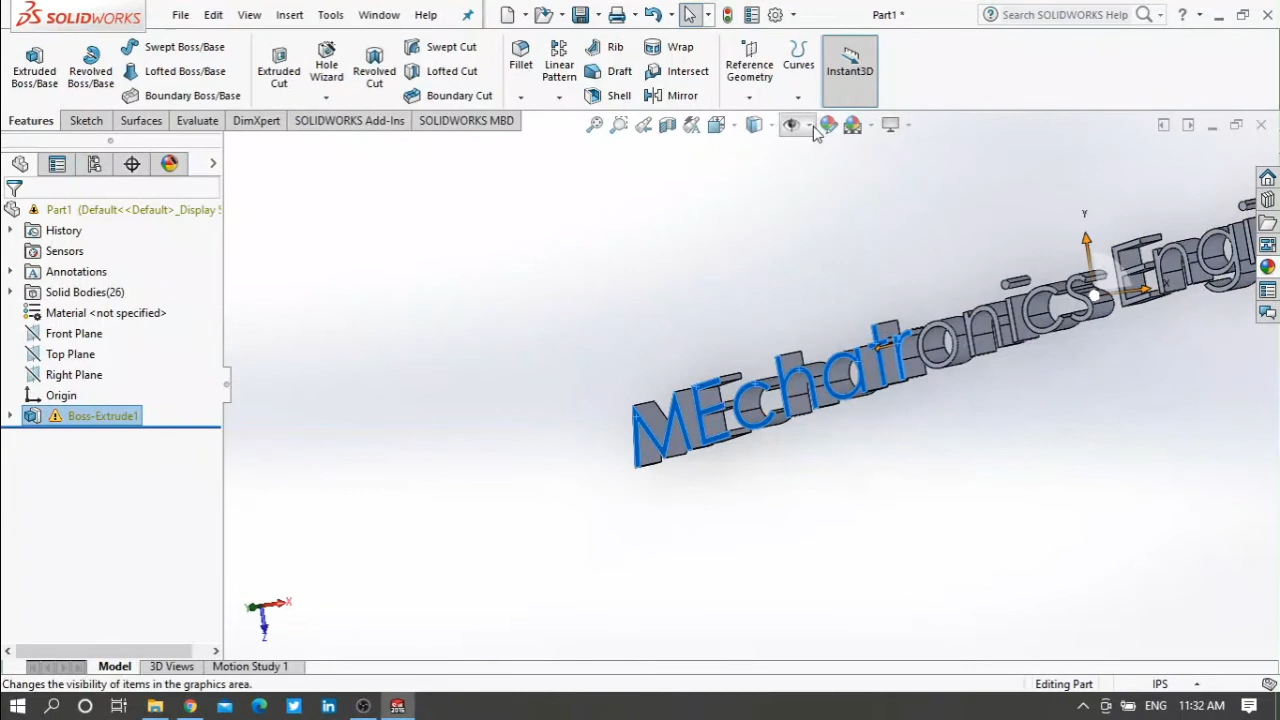 SOLIDWORKS File Edit View Insert Tools Window Help Part1 * Search SOLIDWORKS Help
Extruded Boss/Base
Revolved Boss/Base
Swept Boss/Base
Lofted Boss/Base
Boundary Boss/Base
Extruded Cut
Hole Wizard
Revolved Cut
Swept Cut
Lofted Cut
Boundary Cut
Fillet
Linear Pattern
Rib
Draft
Shell
Wrap
Intersect
Mirror
Reference Geometry
Curves
Instant3D
Features Sketch Surfaces Evaluate DimXpert SOLIDWORKS Add-Ins SOLIDWORKS MBD
Part1 (Default<<Default>_Display S
History
Sensors
Annotations
Solid Bodies(26)
Material <not specified>
Front Plane
Top Plane
Right Plane
Origin
Boss-Extrude1
Y
X
MEchatronics Engi
X
Y
Z
Model 3D Views Motion Study 1
Changes the visibility of items in the graphics area. Editing Part IPS
ENG 11:32 AM